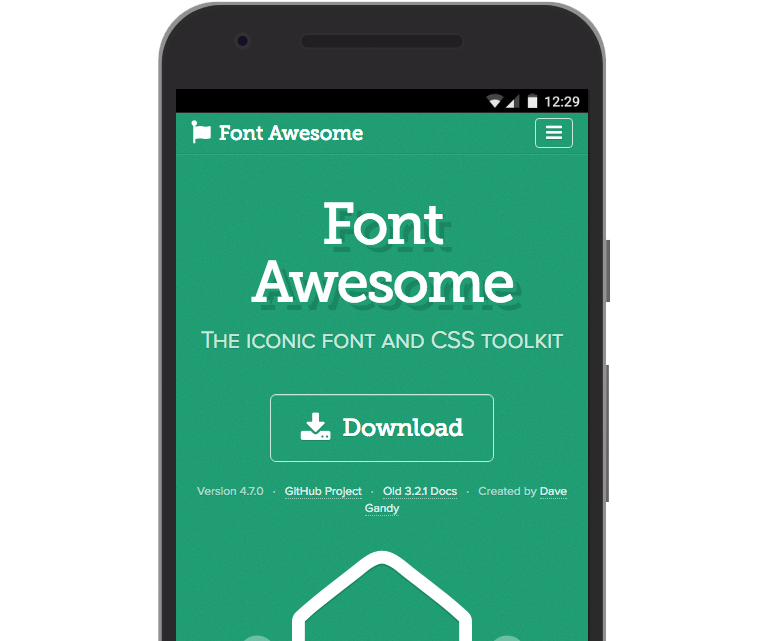 12:29
Font Awesome
Font
Awesome
The iconic font and CSS toolkit
Download
Version 4.7.0 · GitHub Project · Old 3.2.1 Docs · Created by Dave
Gandy